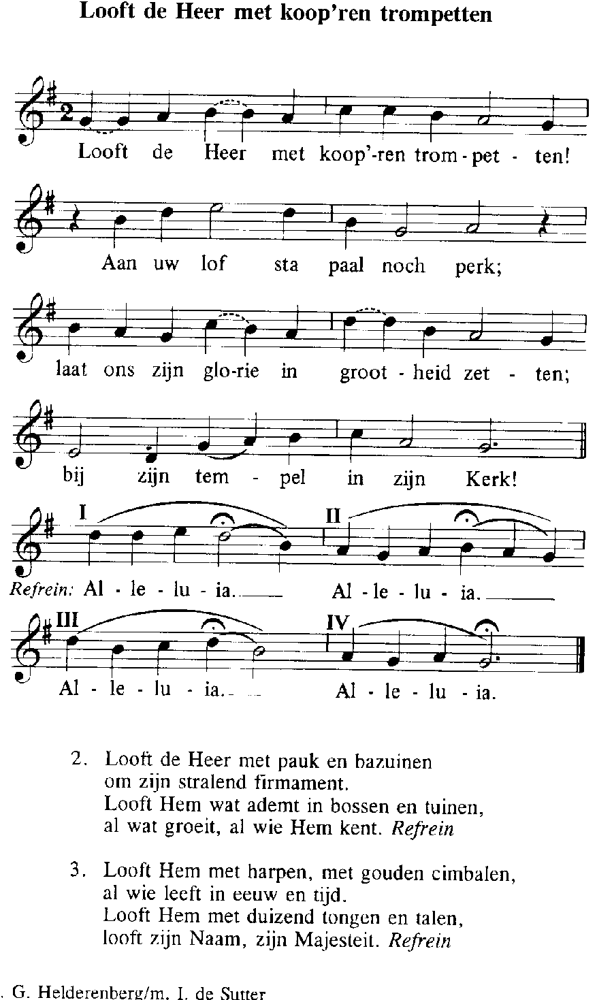 Looft de Heer met koop'ren trompetten
2
Looft de Heer met koop'-ren trom - pet - ten!
Aan uw lof sta paal noch perk;
laat ons zijn glo-rie in groot - heid zet - ten;
bij zijn tem - pel in zijn Kerk!
I II
Refrein: Al - le - lu - ia. Al - le - lu - ia.
III IV
Al - le - lu - ia. Al - le - lu - ia.
2. Looft de Heer met pauk en bazuinen
om zijn stralend firmament.
Looft Hem wat ademt in bossen en tuinen,
al wat groeit, al wie Hem kent. Refrein
3. Looft Hem met harpen, met gouden cimbalen,
al wie leeft in eeuw en tijd.
Looft Hem met duizend tongen en talen,
looft zijn Naam, zijn Majesteit. Refrein
. G. Helderenberg/m. I. de Sutter